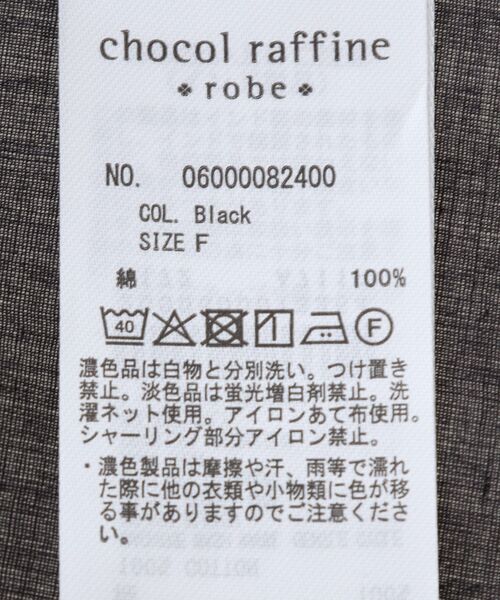 chocol raffine
robe
NO. 06000082400
COL. Black
SIZE F
綿 100%
40 F
濃色品は白物と分別洗い。つけ置き
禁止。淡色品は蛍光増白剤禁止。洗
濯ネット使用。アイロンあて布使用。
シャーリング部分アイロン禁止。
・濃色製品は摩擦や汗、雨等で濡れ
た際に他の衣類や小物類に色が移
る事がありますのでご注意くださ
い。